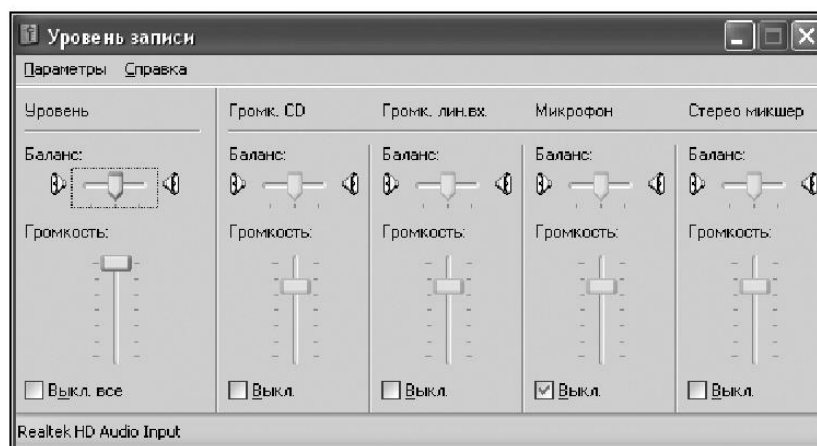 Уровень записи
Параметры Справка
Уровень Громк. CD Громк. лин.вх. Микрофон Стерео микшер
Баланс: Баланс: Баланс: Баланс: Баланс:
Громкость: Громкость: Громкость: Громкость: Громкость:
Выкл. все Выкл. Выкл. Выкл. Выкл.
Realtek HD Audio Input